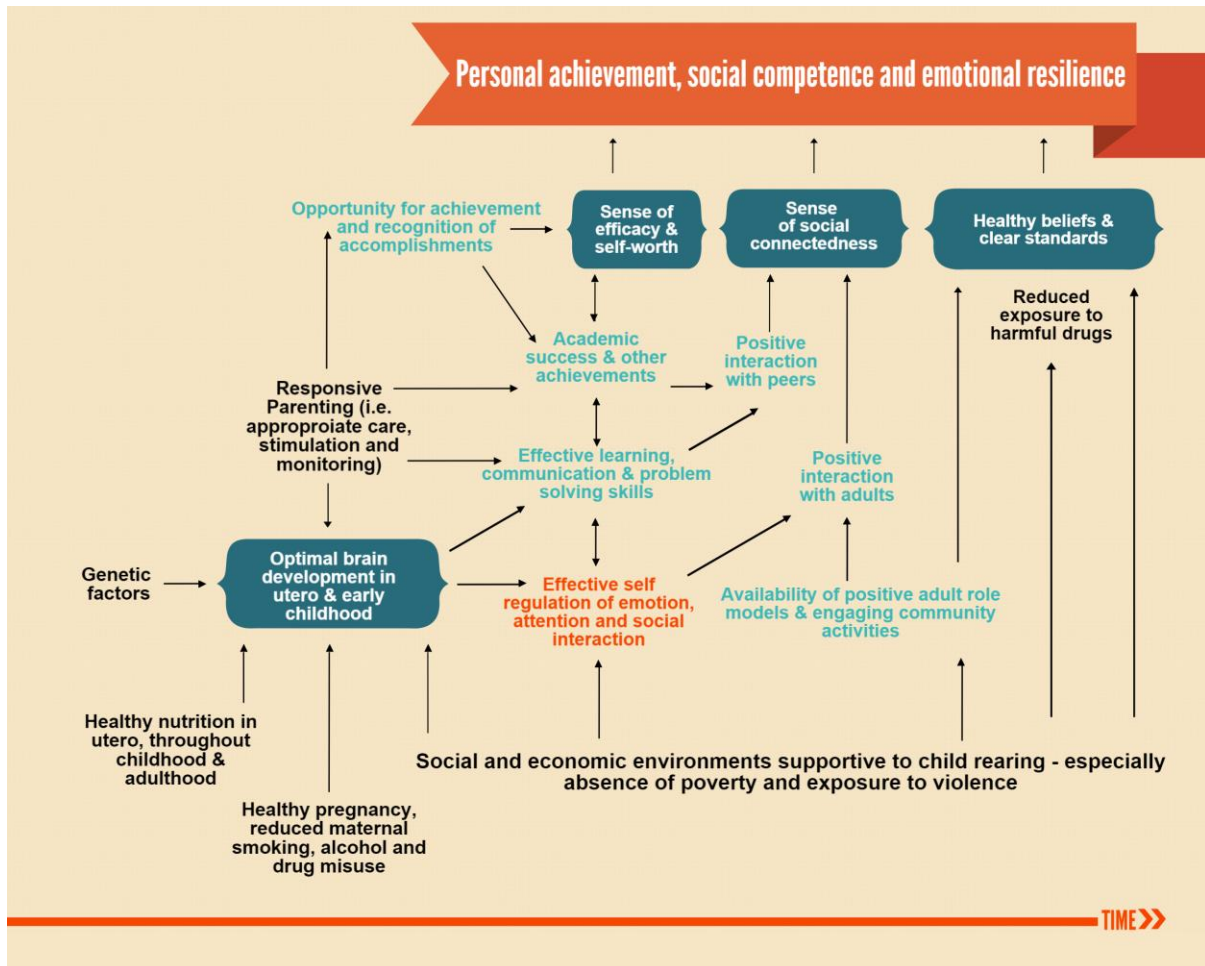 Personal achievement, social competence and emotional resilience
Opportunity for achievement
and recognition of
accomplishments
Sense of
efficacy &
self-worth
Sense
of social
connectedness
Healthy beliefs &
clear standards
Reduced
exposure to
harmful drugs
Academic
success & other
achievements
Positive
interaction
with peers
Responsive
Parenting (i.e.
approproiate care,
stimulation and
monitoring)
Effective learning,
communication & problem
solving skills
Positive
interaction
with adults
Genetic
factors
Optimal brain
development in
utero & early
childhood
Effective self
regulation of emotion,
attention and social
interaction
Availability of positive adult role
models & engaging community
activities
Healthy nutrition in
utero, throughout
childhood &
adulthood
Social and economic environments supportive to child rearing - especially
absence of poverty and exposure to violence
Healthy pregnancy,
reduced maternal
smoking, alcohol and
drug misuse
TIME